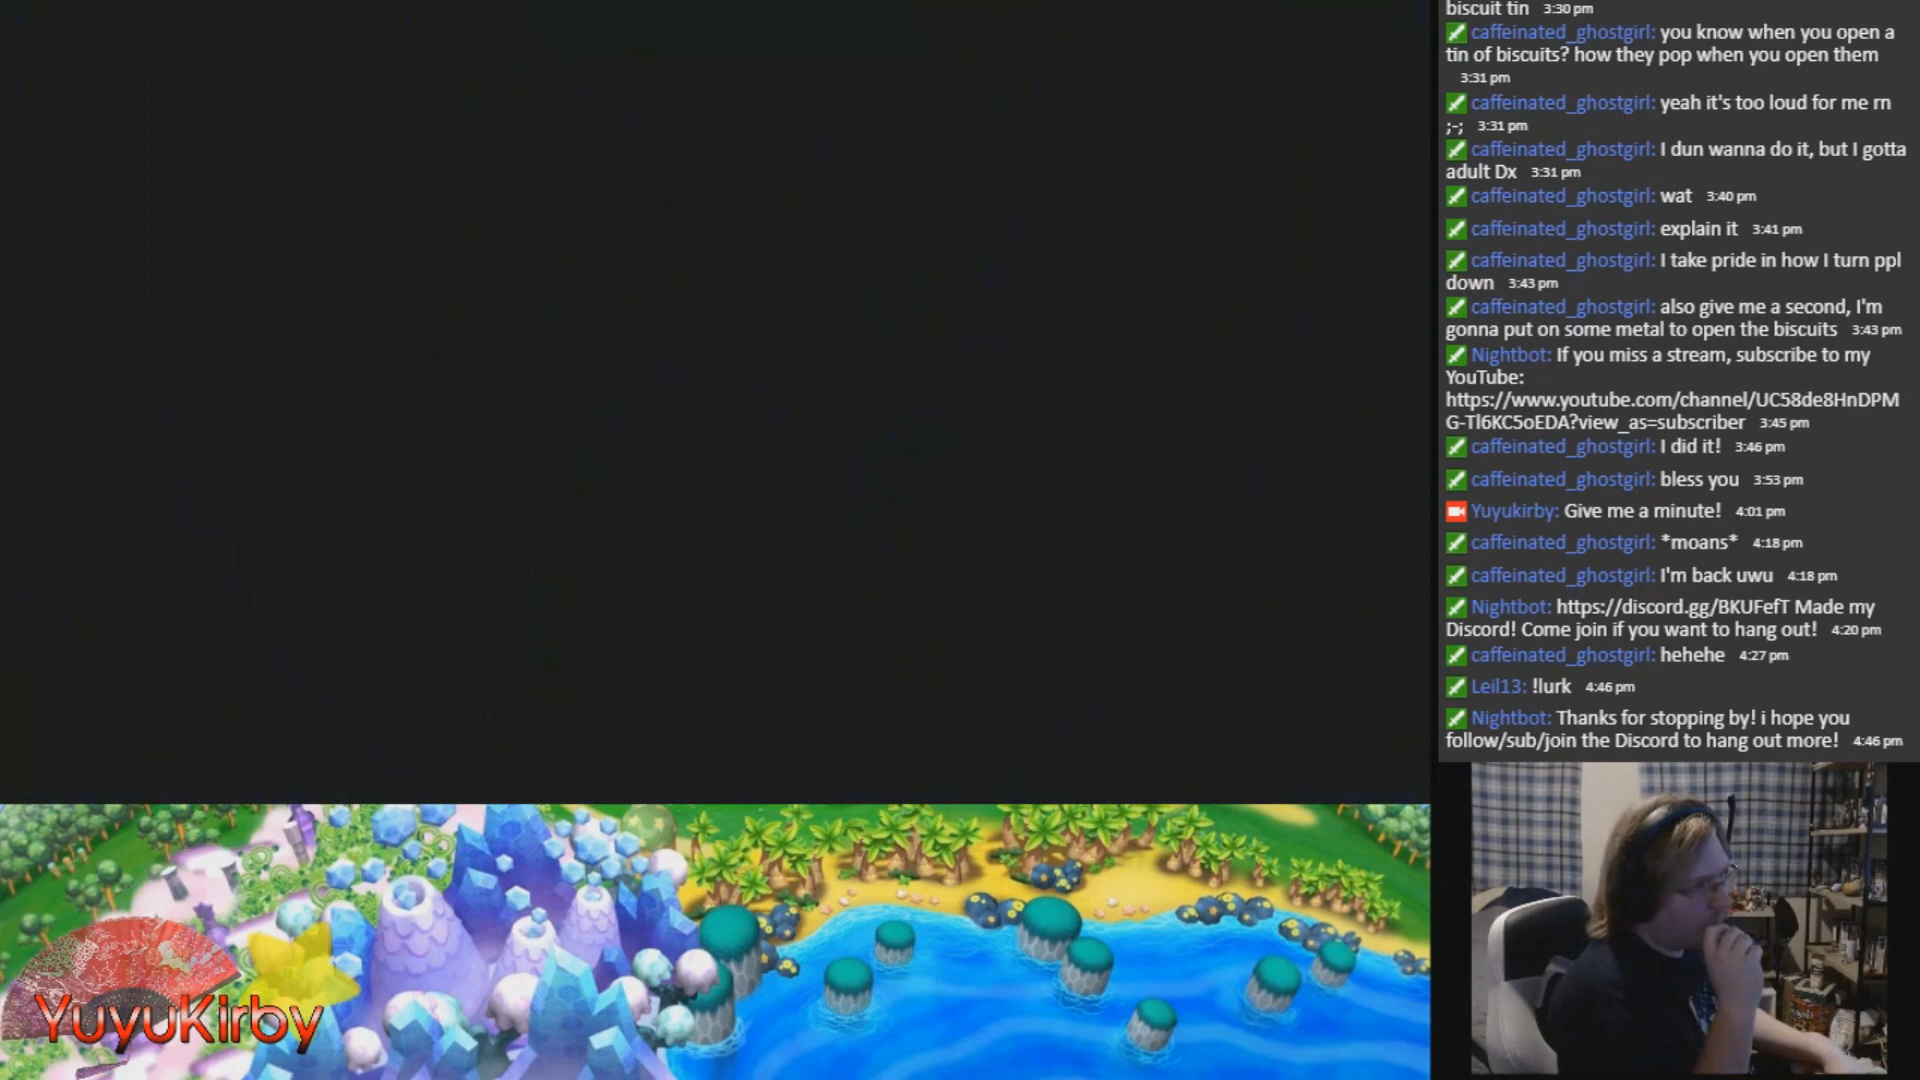 biscuit tin 3:30 pm
caffeinated_ghostgirl: you know when you open a
tin of biscuits? how they pop when you open them
3:31 pm
caffeinated_ghostgirl: yeah it's too loud for me rn
;-; 3:31 pm
caffeinated_ghostgirl: I dun wanna do it, but I gotta
adult Dx 3:31 pm
caffeinated_ghostgirl: wat 3:40 pm
caffeinated_ghostgirl: explain it 3:41 pm
caffeinated_ghostgirl: I take pride in how I turn ppl
down 3:43 pm
caffeinated_ghostgirl: also give me a second, I'm
gonna put on some metal to open the biscuits 3:43 pm
Nightbot: If you miss a stream, subscribe to my
YouTube:
https://www.youtube.com/channel/UC58de8HnDPM
G-Tl6KC5oEDA?view_as=subscriber 3:45 pm
caffeinated_ghostgirl: I did it! 3:46 pm
caffeinated_ghostgirl: bless you 3:53 pm
Yuyukirby: Give me a minute! 4:01 pm
caffeinated_ghostgirl: *moans* 4:18 pm
caffeinated_ghostgirl: I'm back uwu 4:18 pm
Nightbot: https://discord.gg/BKUFefT Made my
Discord! Come join if you want to hang out! 4:20 pm
caffeinated_ghostgirl: hehehe 4:27 pm
Leil13: !lurk 4:46 pm
Nightbot: Thanks for stopping by! i hope you
follow/sub/join the Discord to hang out more! 4:46 pm
YuyuKirby